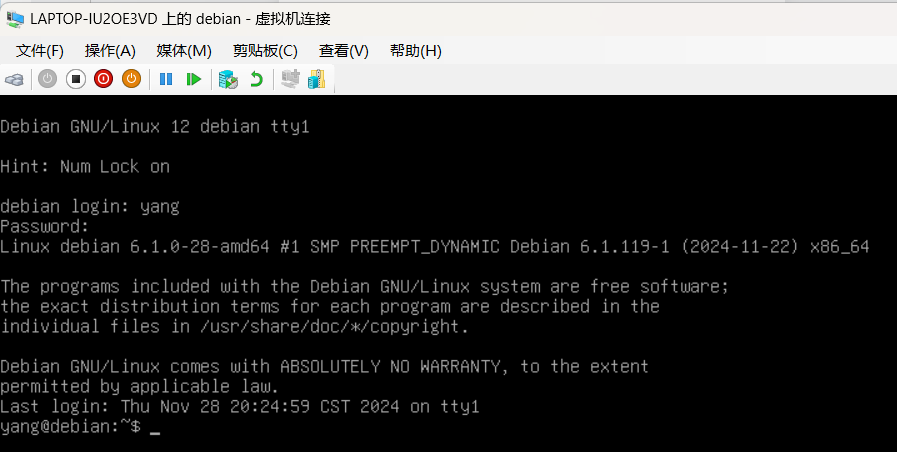 LAPTOP-IU2OE3VD 上的 debian - 虚拟机连接
文件(F) 操作(A) 媒体(M) 剪贴板(C) 查看(V) 帮助(H)
Debian GNU/Linux 12 debian tty1
Hint: Num Lock on
debian login: yang
Password:
Linux debian 6.1.0-28-amd64 #1 SMP PREEMPT_DYNAMIC Debian 6.1.119-1 (2024-11-22) x86_64
The programs included with the Debian GNU/Linux system are free software;
the exact distribution terms for each program are described in the
individual files in /usr/share/doc/*/copyright.
Debian GNU/Linux comes with ABSOLUTELY NO WARRANTY, to the extent
permitted by applicable law.
Last login: Thu Nov 28 20:24:59 CST 2024 on tty1
yang@debian:~$ _